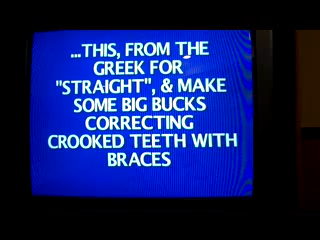 ...THIS, FROM THE
GREEK FOR
"STRAIGHT", & MAKE
SOME BIG BUCKS
CORRECTING
CROOKED TEETH WITH
BRACES